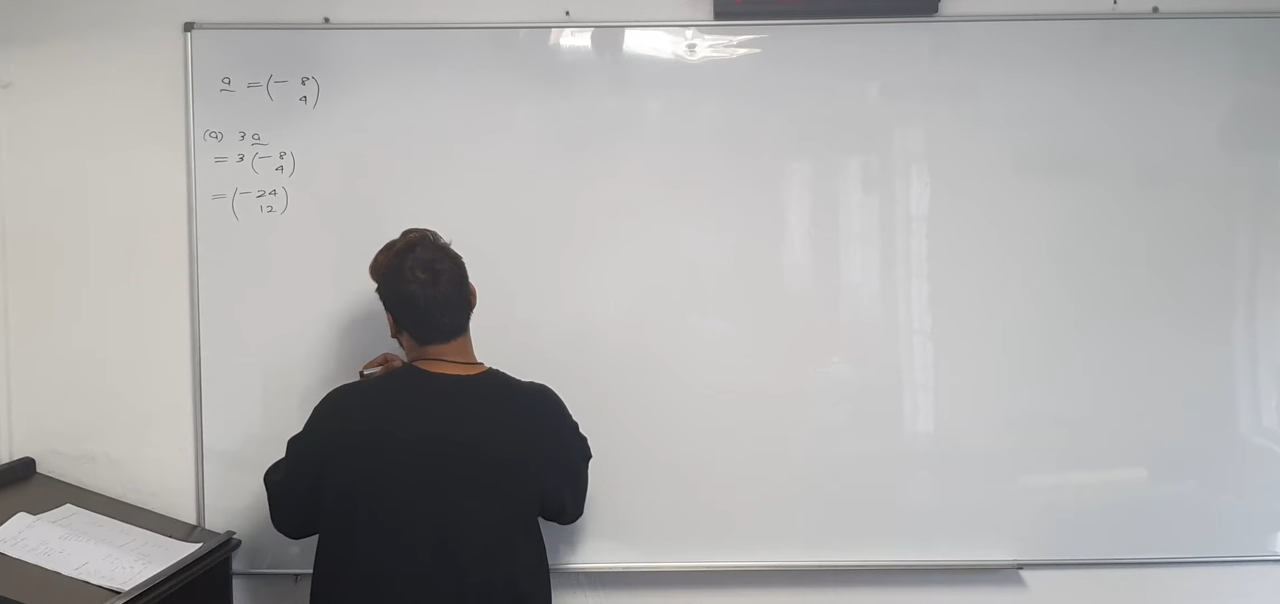 a = (- 8
4)
(a) 3a
= 3(- 8
4)
= (- 24
12)